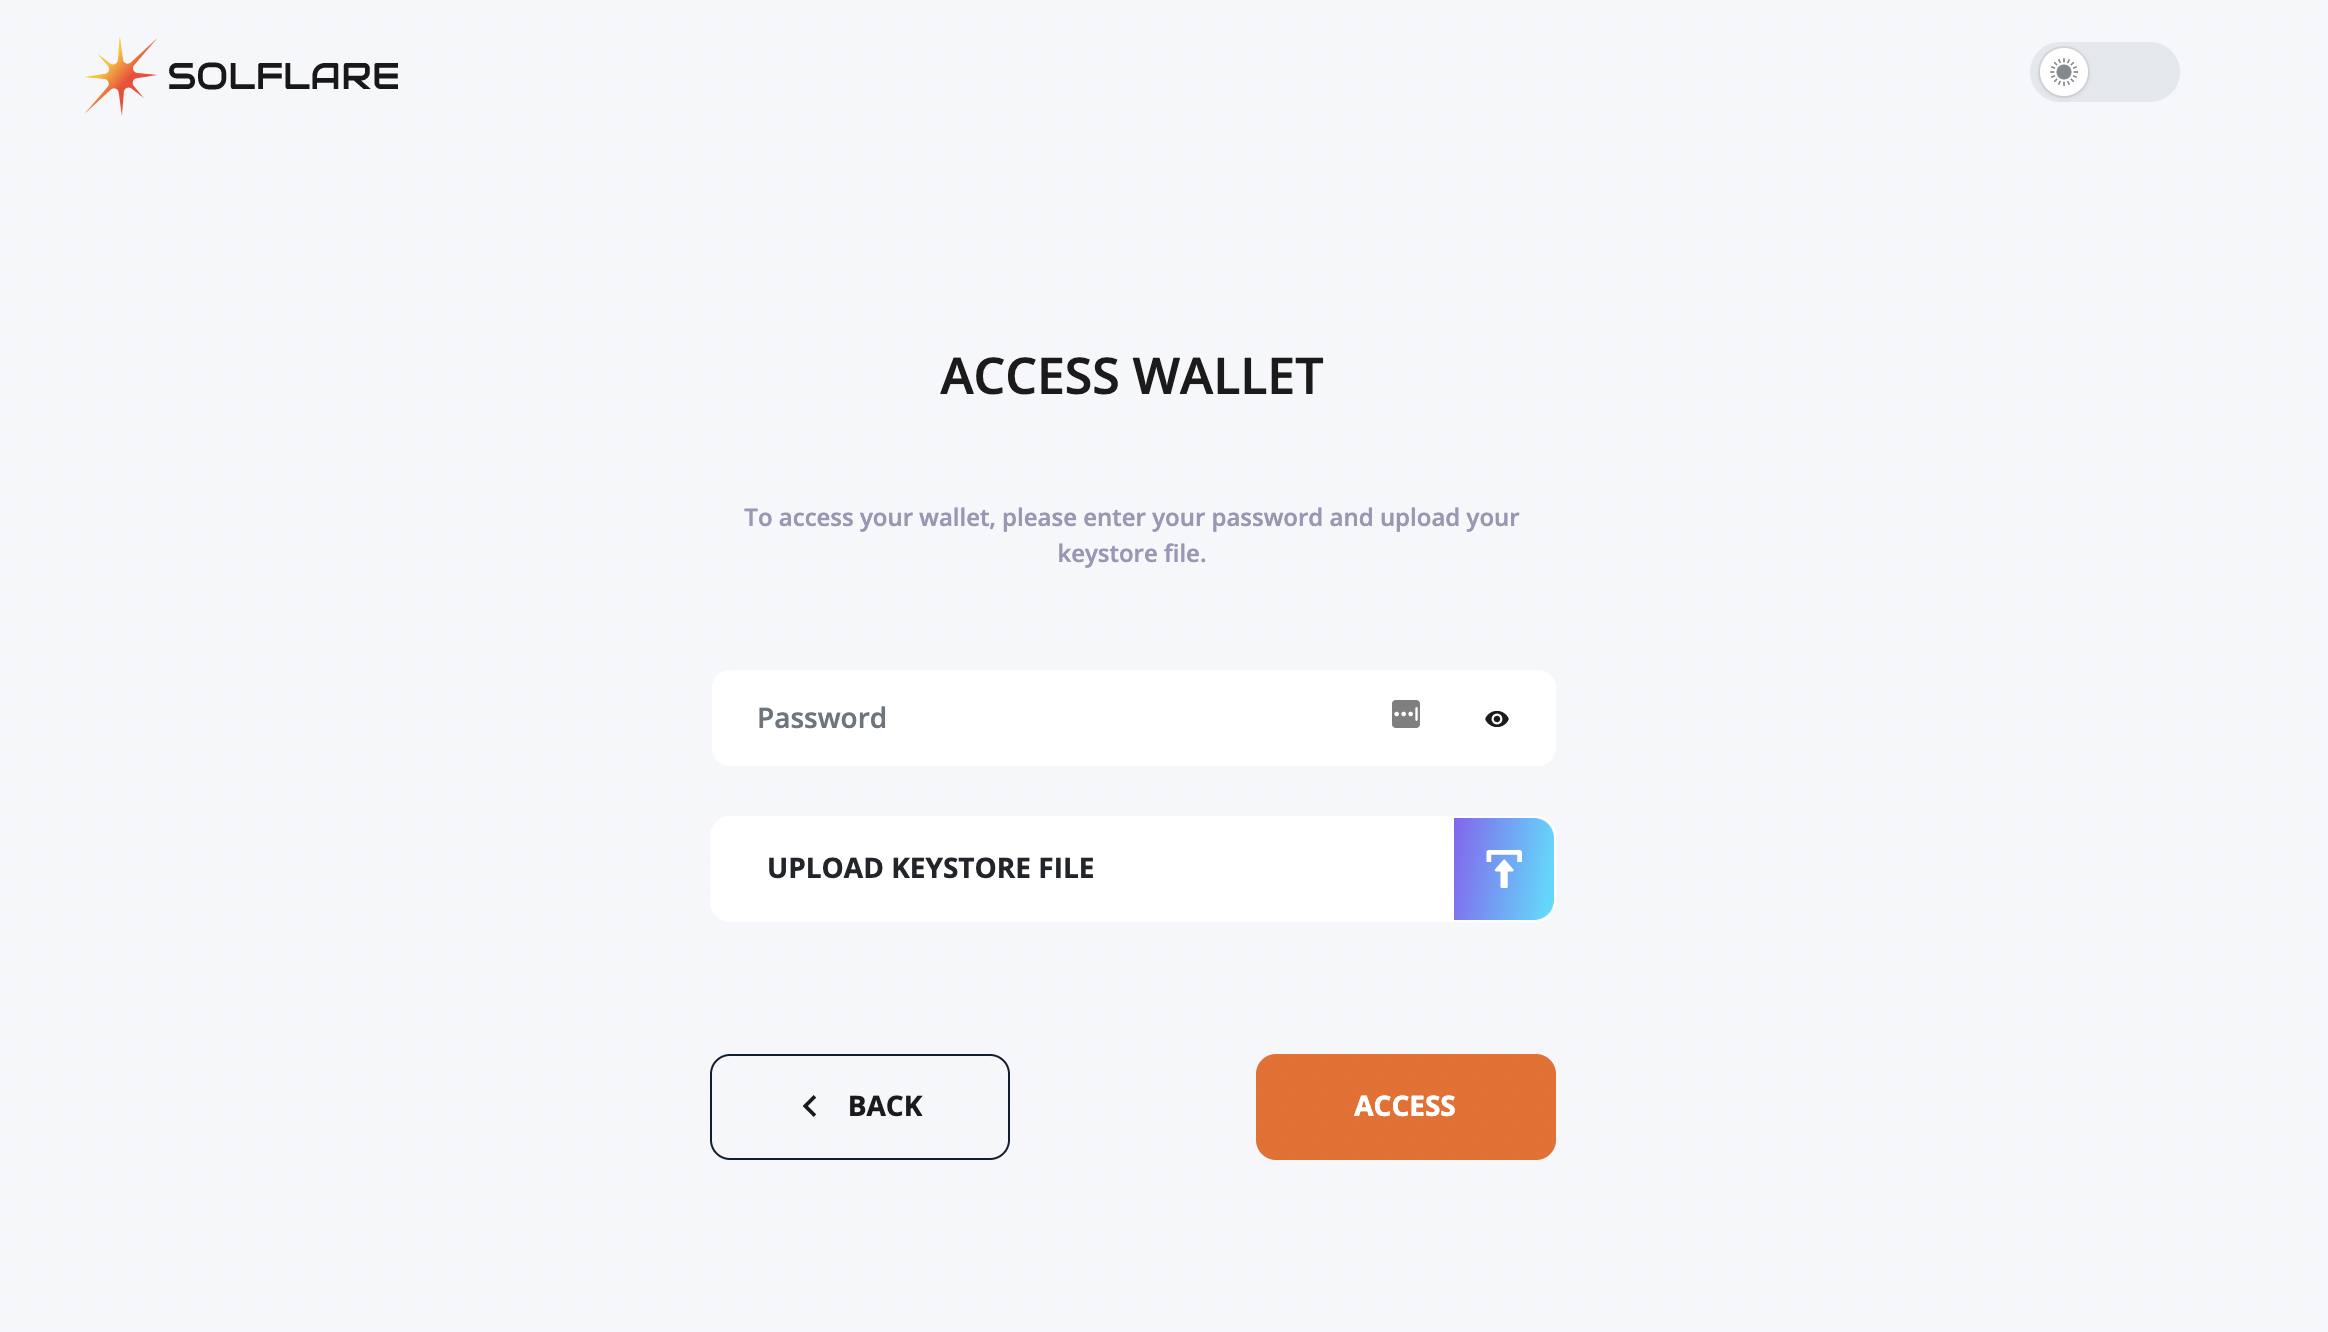 SOLFLARE
ACCESS WALLET
To access your wallet, please enter your password and upload your
keystore file.
Password
UPLOAD KEYSTORE FILE
BACK
ACCESS